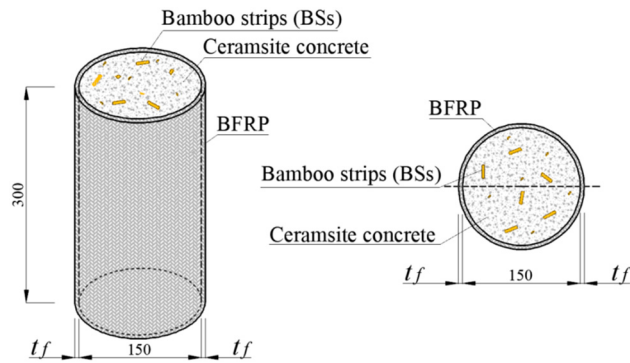 Bamboo strips (BSs)
Ceramsite concrete
BFRP
300
tf
150
tf
BFRP
Bamboo strips (BSs)
Ceramsite concrete
tf
150
tf